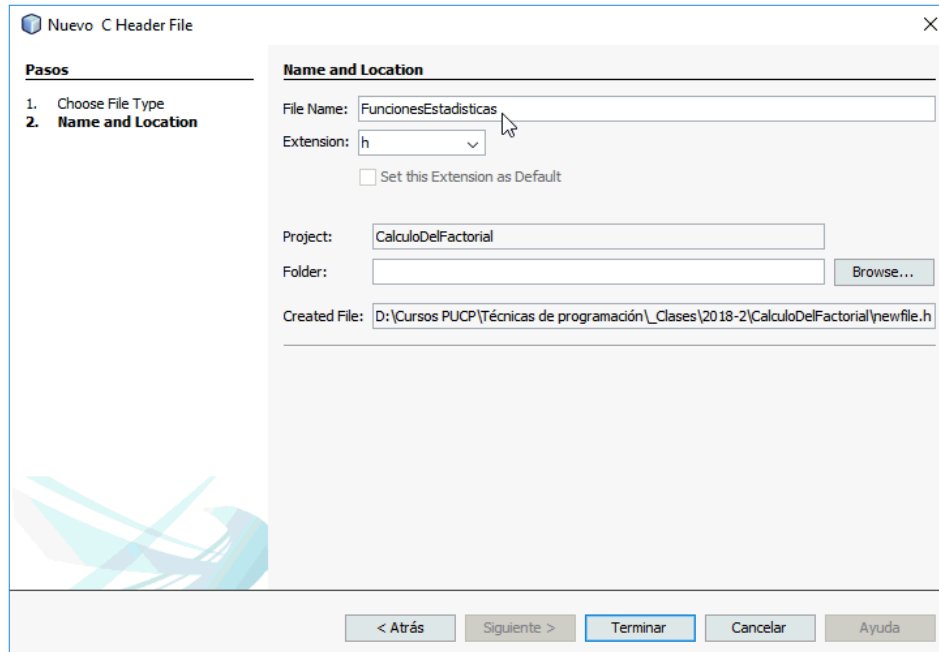 Nuevo C Header File
Pasos
1. Choose File Type
2. Name and Location
Name and Location
File Name: FuncionesEstadisticas
Extension: h
Set this Extension as Default
Project: CalculoDelFactorial
Folder: Browse...
Created File: D:\Cursos PUCP\Técnicas de programación\_Clases\2018-2\CalculoDelFactorial\newfile.h
< Atrás Siguiente > Terminar Cancelar Ayuda